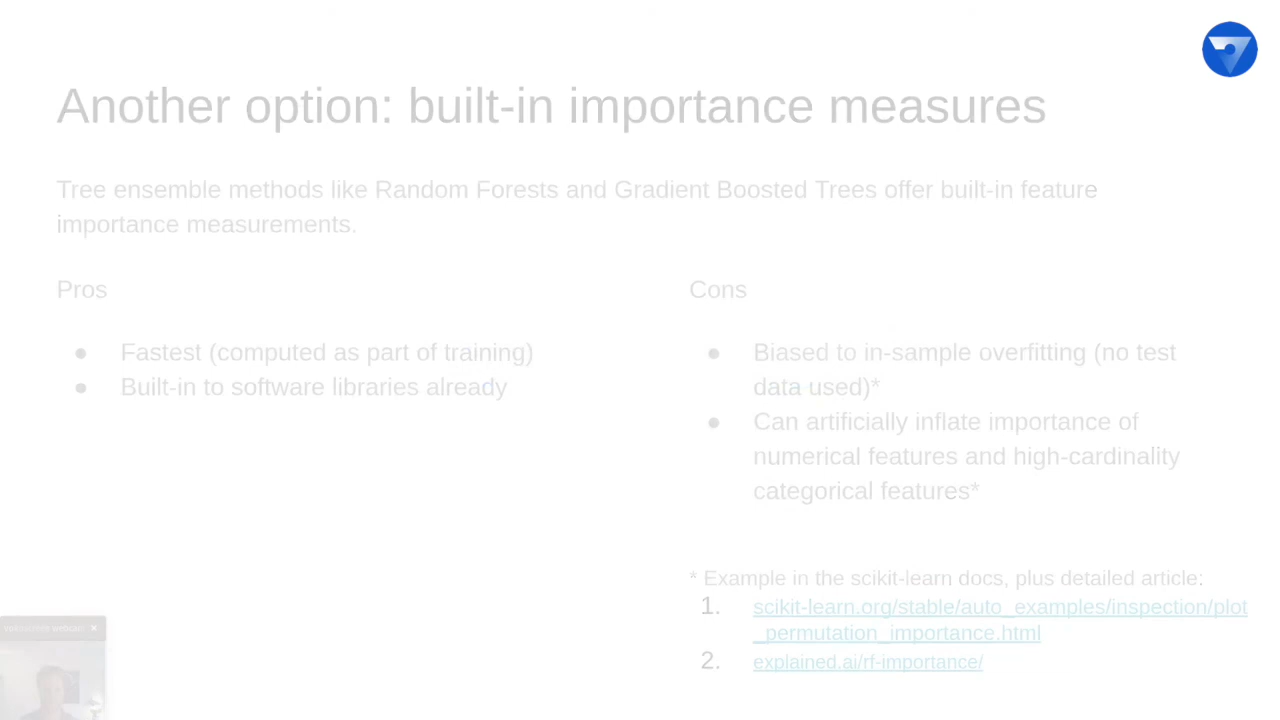 Another option: built-in importance measures
Tree ensemble methods like Random Forests and Gradient Boosted Trees offer built-in feature
importance measurements.
Pros
● Fastest (computed as part of training)
● Built-in to software libraries already
Cons
● Biased to in-sample overfitting (no test
data used)*
● Can artificially inflate importance of
numerical features and high-cardinality
categorical features*
* Example in the scikit-learn docs, plus detailed article:
1. scikit-learn.org/stable/auto_examples/inspection/plot
_permutation_importance.html
2. explained.ai/rf-importance/
webcast